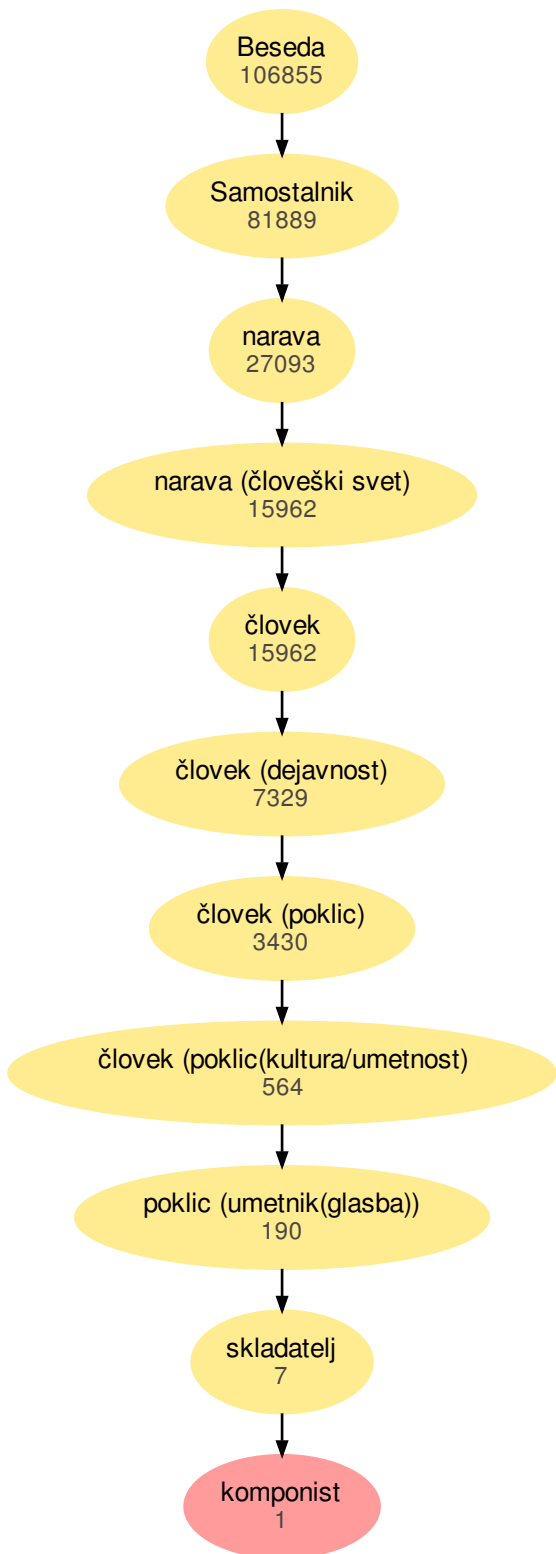 Beseda
106855
Samostalnik
81889
narava
27093
narava (človeški svet)
15962
človek
15962
človek (dejavnost)
7329
človek (poklic)
3430
človek (poklic(kultura/umetnost)
564
poklic (umetnik(glasba))
190
skladatelj
7
komponist
1